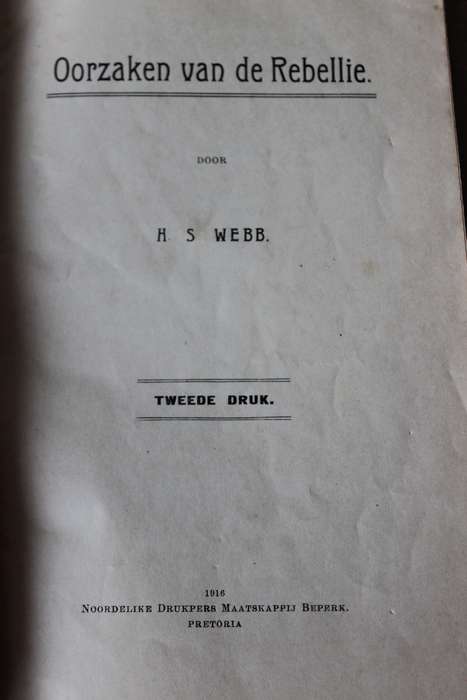 Oorzaken van de Rebellie.
DOOR
H S WEBB.
TWEEDE DRUK.
1916
NOORDELIKE DRUKPERS MAATSKAPPIJ BEPERK.
PRETORIA